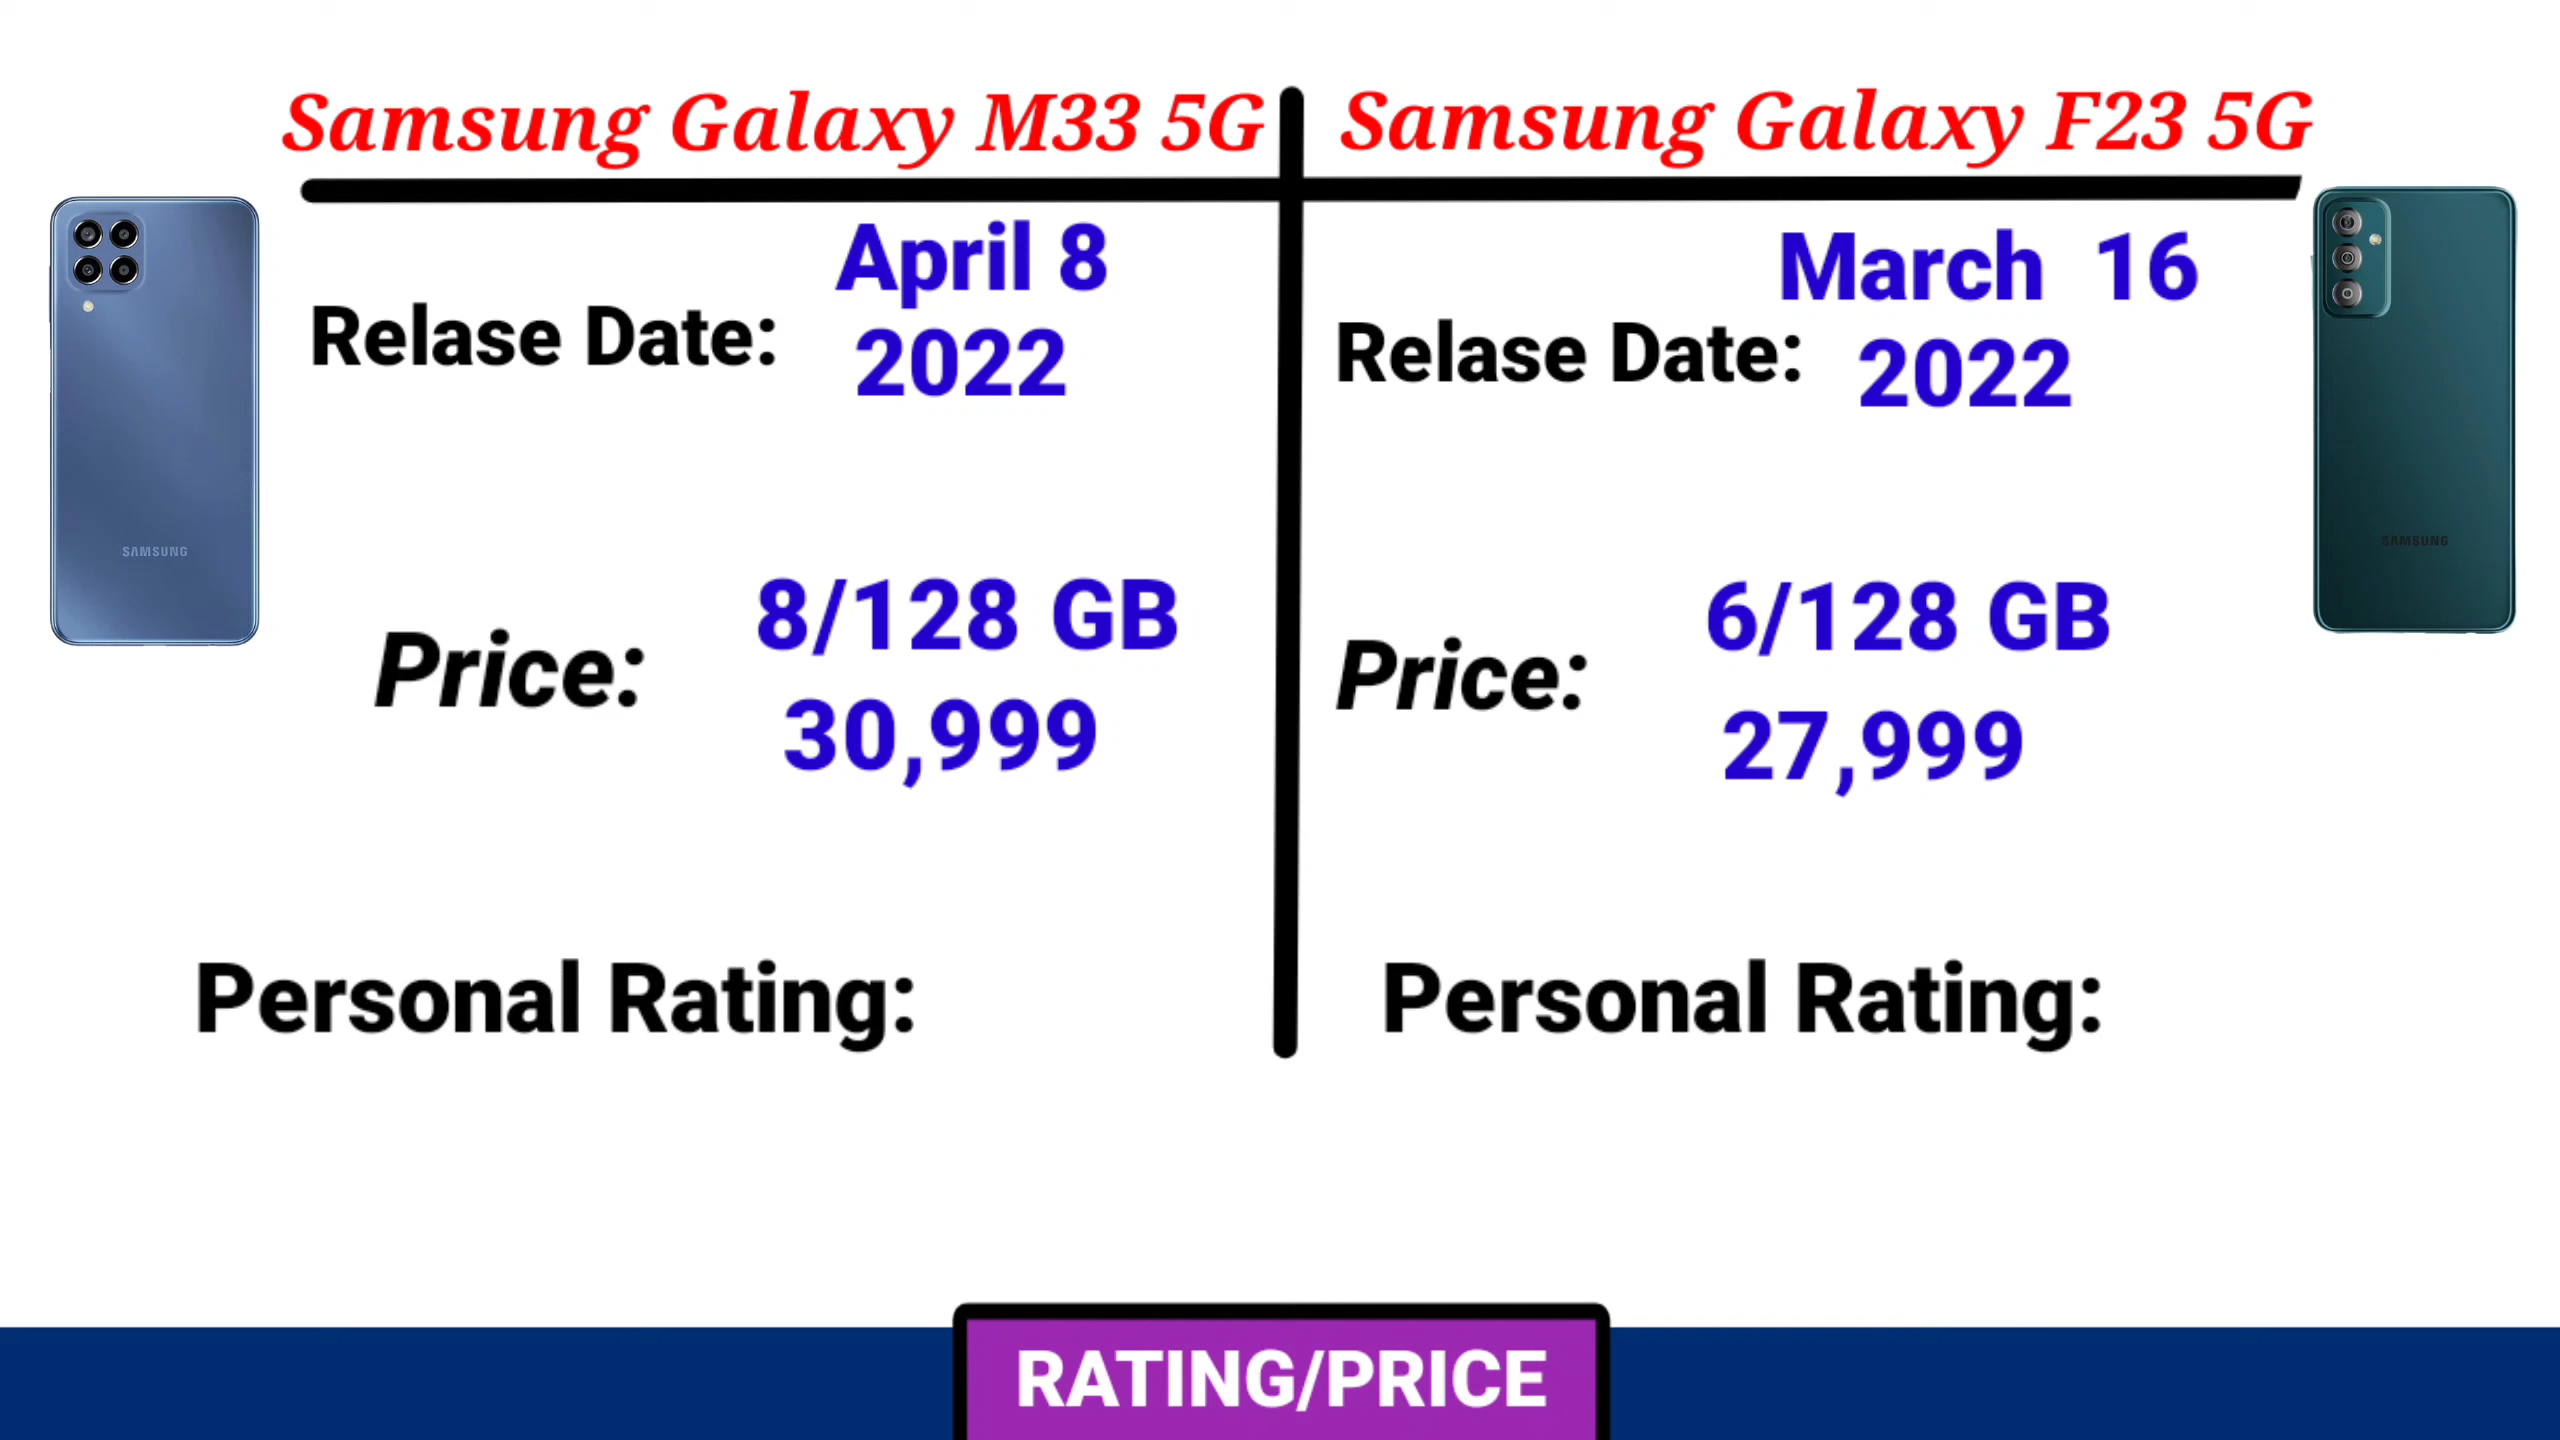 Samsung Galaxy M33 5G
Relase Date:
April 8
2022
Price:
8/128 GB
30,999
Personal Rating:
SAMSUNG
Samsung Galaxy F23 5G
Relase Date:
March 16
2022
Price:
6/128 GB
27,999
Personal Rating:
SAMSUNG
RATING/PRICE